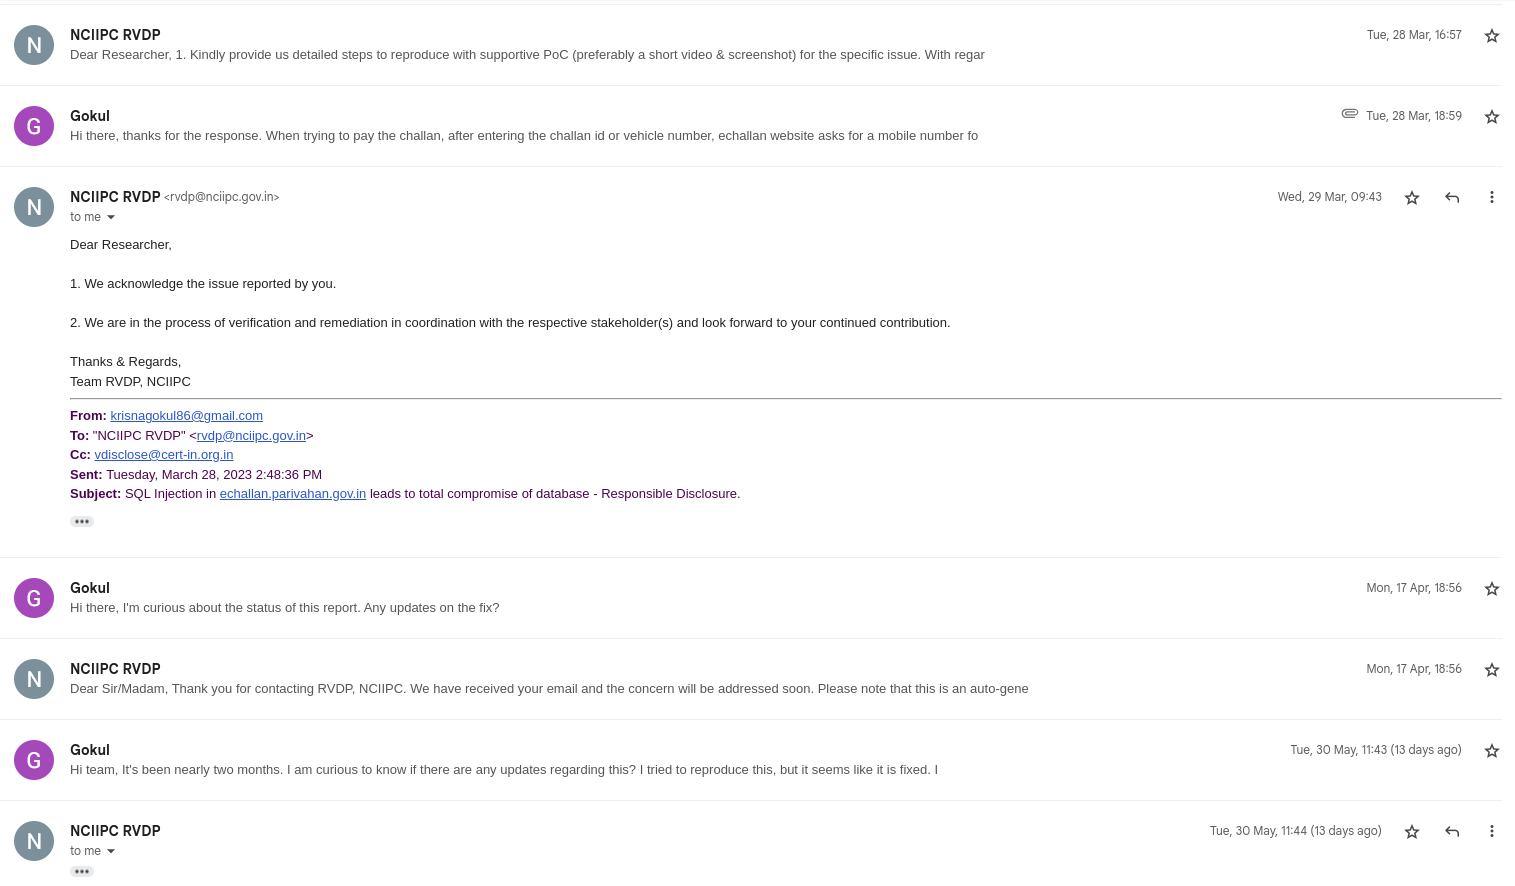 N
NCIIPC RVDP
Tue, 28 Mar, 16:57
Dear Researcher, 1. Kindly provide us detailed steps to reproduce with supportive PoC (preferably a short video & screenshot) for the specific issue. With regar
G
Gokul
Tue, 28 Mar, 18:59
Hi there, thanks for the response. When trying to pay the challan, after entering the challan id or vehicle number, echallan website asks for a mobile number fo
N
NCIIPC RVDP <rvdp@nciipc.gov.in>
Wed, 29 Mar, 09:43
to me
Dear Researcher,
1. We acknowledge the issue reported by you.
2. We are in the process of verification and remediation in coordination with the respective stakeholder(s) and look forward to your continued contribution.
Thanks & Regards,
Team RVDP, NCIIPC
From: krisnagokul86@gmail.com
To: "NCIIPC RVDP" <rvdp@nciipc.gov.in>
Cc: vdisclose@cert-in.org.in
Sent: Tuesday, March 28, 2023 2:48:36 PM
Subject: SQL Injection in echallan.parivahan.gov.in leads to total compromise of database - Responsible Disclosure.
G
Gokul
Mon, 17 Apr, 18:56
Hi there, I'm curious about the status of this report. Any updates on the fix?
N
NCIIPC RVDP
Mon, 17 Apr, 18:56
Dear Sir/Madam, Thank you for contacting RVDP, NCIIPC. We have received your email and the concern will be addressed soon. Please note that this is an auto-gene
G
Gokul
Tue, 30 May, 11:43 (13 days ago)
Hi team, It's been nearly two months. I am curious to know if there are any updates regarding this? I tried to reproduce this, but it seems like it is fixed. I
N
NCIIPC RVDP
Tue, 30 May, 11:44 (13 days ago)
to me